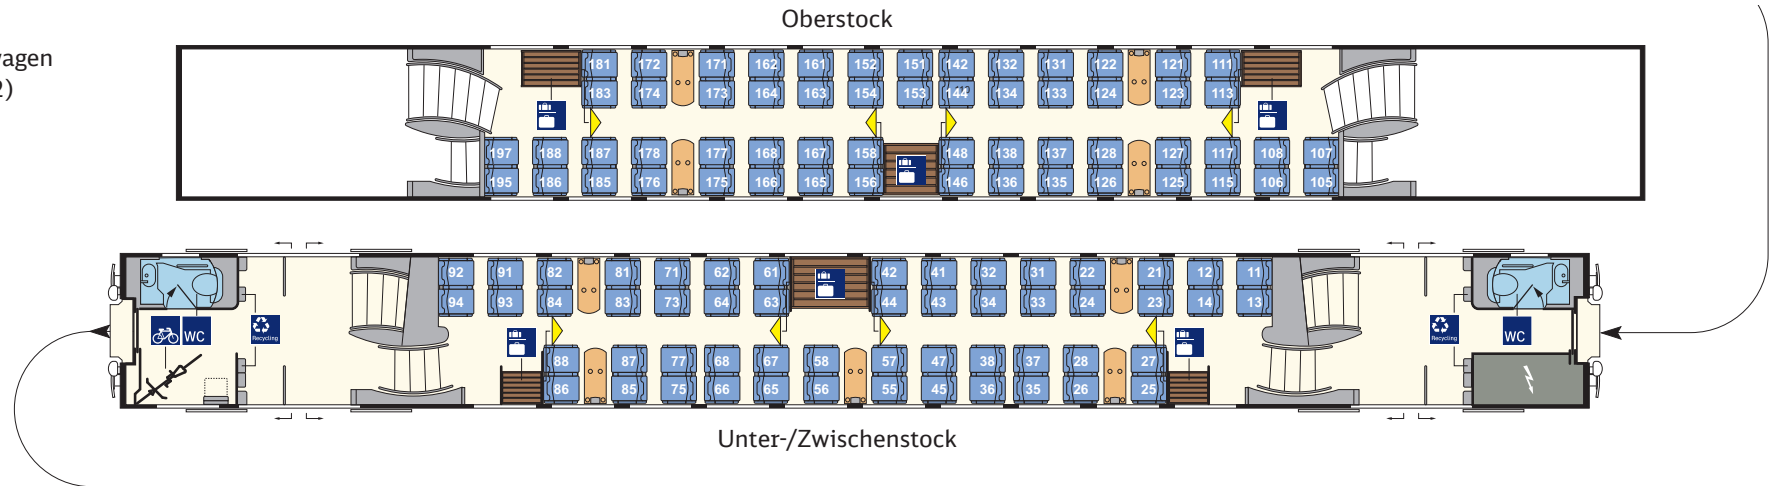 Oberstock
wagen
2)
181 172 171 162 161 152 151 142 132 131 122 121 111
183 174 173 164 163 154 153 144 134 133 124 123 113
197 188 187 178 177 168 167 158 148 138 137 128 127 117 108 107
195 186 185 176 175 166 165 156 146 136 135 126 125 115 106 105
92 91 82 81 71 62 61 42 41 32 31 22 21 12 11
94 93 84 83 73 64 63 44 43 34 33 24 23 14 13
WC Recycling Recycling WC
88 87 77 68 67 58 57 47 38 37 28 27
86 85 75 66 65 56 55 45 36 35 26 25
Unter-/Zwischenstock